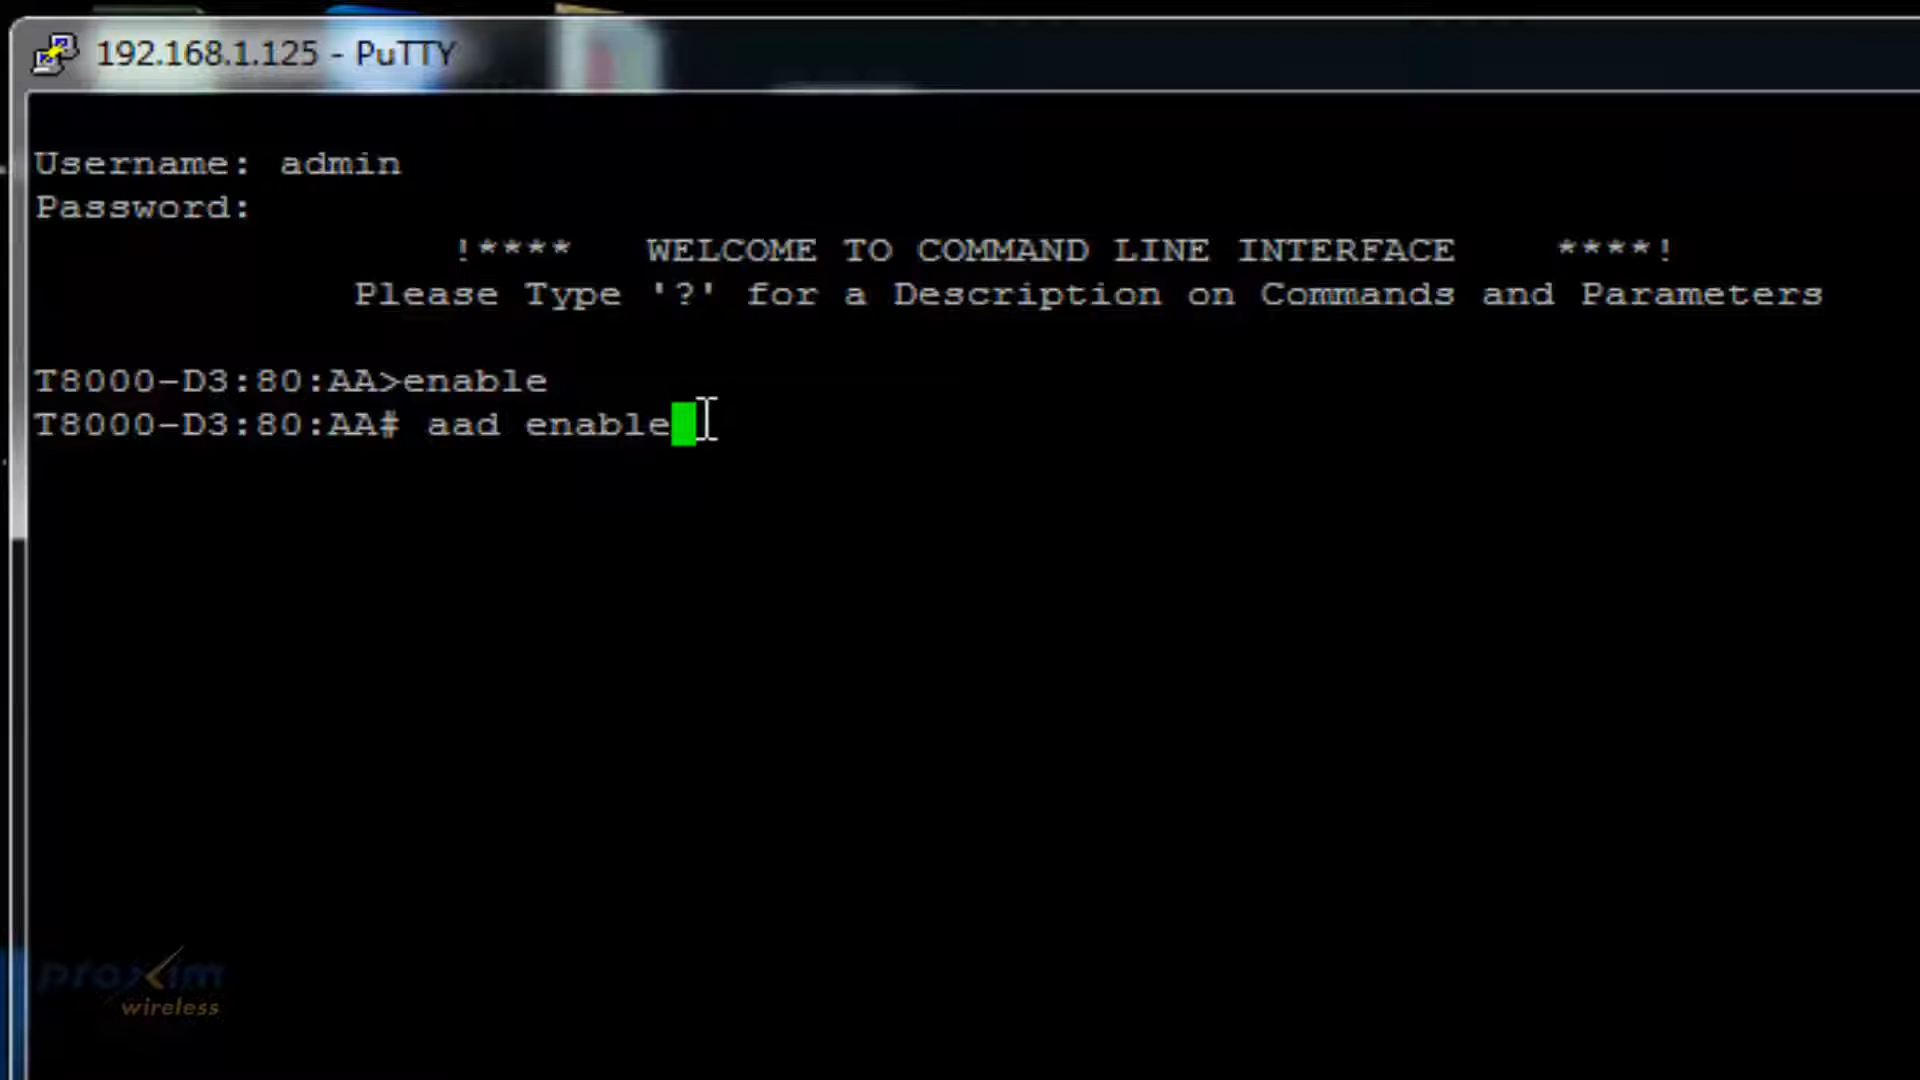 192.168.1.125 - PuTTY
Username: admin
Password:
!**** WELCOME TO COMMAND LINE INTERFACE ****!
Please Type '?' for a Description on Commands and Parameters
T8000-D3:80:AA>enable
T8000-D3:80:AA# aad enable
proxim
wireless